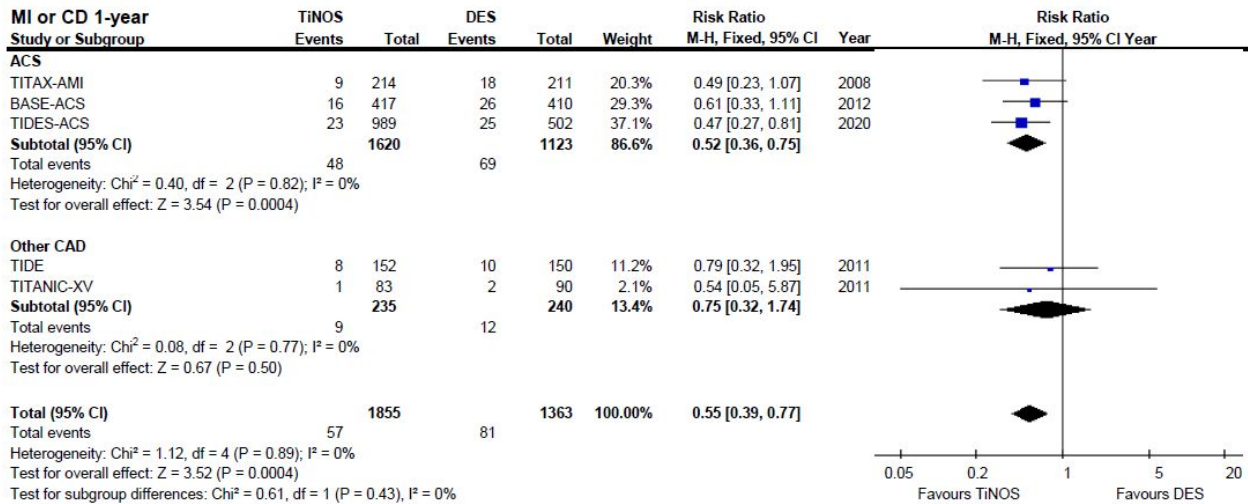 MI or CD 1-year TiNOS DES Risk Ratio Risk Ratio
Study or Subgroup Events Total Events Total Weight M-H, Fixed, 95% CI Year M-H, Fixed, 95% CI Year
ACS
TITAX-AMI 9 214 18 211 20.3% 0.49 [0.23, 1.07] 2008
BASE-ACS 16 417 26 410 29.3% 0.61 [0.33, 1.11] 2012
TIDES-ACS 23 989 25 502 37.1% 0.47 [0.27, 0.81] 2020
Subtotal (95% CI) 1620 1123 86.6% 0.52 [0.36, 0.75]
Total events 48 69
Heterogeneity: Chi² = 0.40, df = 2 (P = 0.82); I² = 0%
Test for overall effect: Z = 3.54 (P = 0.0004)
Other CAD
TIDE 8 152 10 150 11.2% 0.79 [0.32, 1.95] 2011
TITANIC-XV 1 83 2 90 2.1% 0.54 [0.05, 5.87] 2011
Subtotal (95% CI) 235 240 13.4% 0.75 [0.32, 1.74]
Total events 9 12
Heterogeneity: Chi² = 0.08, df = 2 (P = 0.77); I² = 0%
Test for overall effect: Z = 0.67 (P = 0.50)
Total (95% CI) 1855 1363 100.00% 0.55 [0.39, 0.77]
Total events 57 81
Heterogeneity: Chi² = 1.12, df = 4 (P = 0.89); I² = 0%
Test for overall effect: Z = 3.52 (P = 0.0004)
Test for subgroup differences: Chi² = 0.61, df = 1 (P = 0.43), I² = 0%
0.05 0.2 1 5 20
Favours TiNOS Favours DES